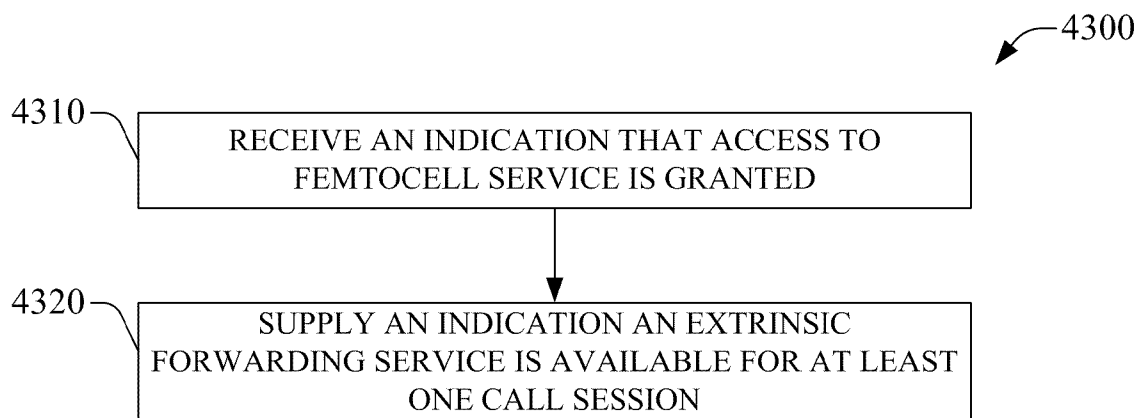 4300
4310
RECEIVE AN INDICATION THAT ACCESS TO
FEMTOCELL SERVICE IS GRANTED
4320
SUPPLY AN INDICATION AN EXTRINSIC
FORWARDING SERVICE IS AVAILABLE FOR AT LEAST
ONE CALL SESSION